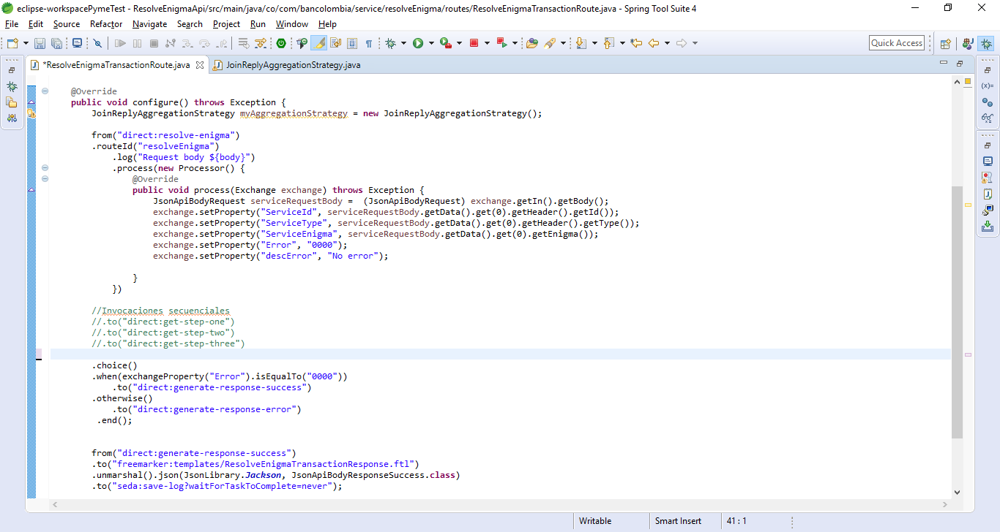 eclipse-workspacePymeTest - ResolveEnigmaApi/src/main/java/co/com/bancolombia/service/resolveEnigma/routes/ResolveEnigmaTransactionRoute.java - Spring Tool Suite 4
File Edit Source Refactor Navigate Search Project Run Window Help
Quick Access
*ResolveEnigmaTransactionRoute.java JoinReplyAggregationStrategy.java
@Override
public void configure() throws Exception {
JoinReplyAggregationStrategy myAggregationStrategy = new JoinReplyAggregationStrategy();
from("direct:resolve-enigma")
.routeId("resolveEnigma")
.log("Request body ${body}")
.process(new Processor() {
@Override
public void process(Exchange exchange) throws Exception {
JsonApiBodyRequest serviceRequestBody = (JsonApiBodyRequest) exchange.getIn().getBody();
exchange.setProperty("ServiceId", serviceRequestBody.getData().get(0).getHeader().getId());
exchange.setProperty("ServiceType", serviceRequestBody.getData().get(0).getHeader().getType());
exchange.setProperty("ServiceEnigma", serviceRequestBody.getData().get(0).getEnigma());
exchange.setProperty("Error", "0000");
exchange.setProperty("descError", "No error");
}
})
//Invocaciones secuenciales
//.to("direct:get-step-one")
//.to("direct:get-step-two")
//.to("direct:get-step-three")
.choice()
.when(exchangeProperty("Error").isEqualTo("0000"))
.to("direct:generate-response-success")
.otherwise()
.to("direct:generate-response-error")
.end();
from("direct:generate-response-success")
.to("freemarker:templates/ResolveEnigmaTransactionResponse.ftl")
.unmarshal().json(JsonLibrary.Jackson, JsonApiBodyResponseSuccess.class)
.to("seda:save-log?waitForTaskToComplete=never");
Writable Smart Insert 41 : 1